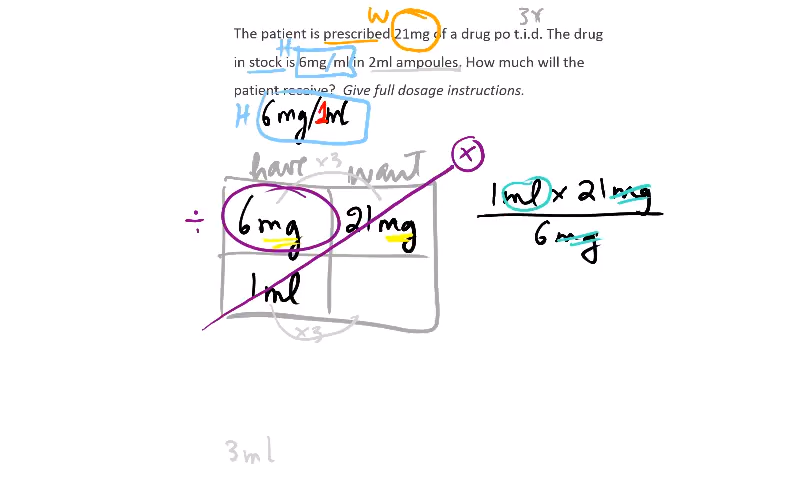 W
3x
The patient is prescribed 21mg of a drug po t.i.d. The drug
H
in stock is 6mg/ml in 2ml ampoules. How much will the
patient receive? Give full dosage instructions.
H 6mg/1ml
have x3 want
x
÷ 6mg 21mg
1ml
x3
1ml x 21mg
6mg
3ml